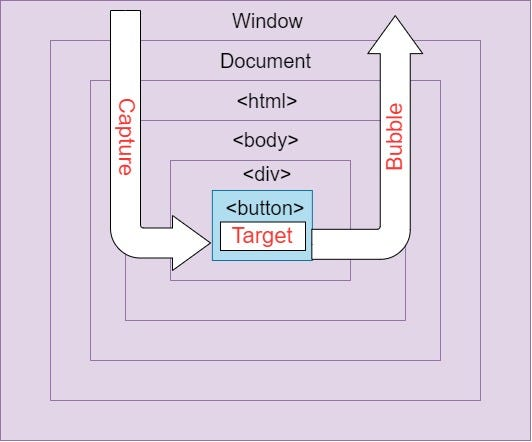 Window
Document
<html>
<body>
<div>
<button>
Target
Capture
Bubble